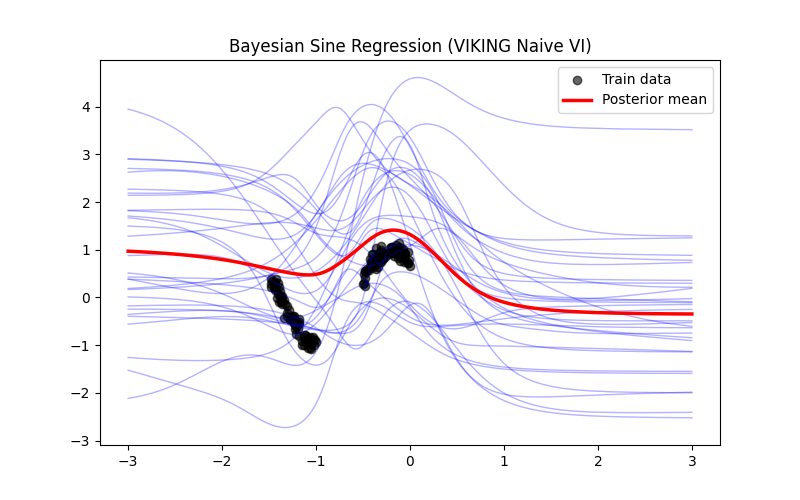 Bayesian Sine Regression (VIKING Naive VI)
Train data
Posterior mean
4
3
2
1
0
−1
−2
−3
−3 −2 −1 0 1 2 3